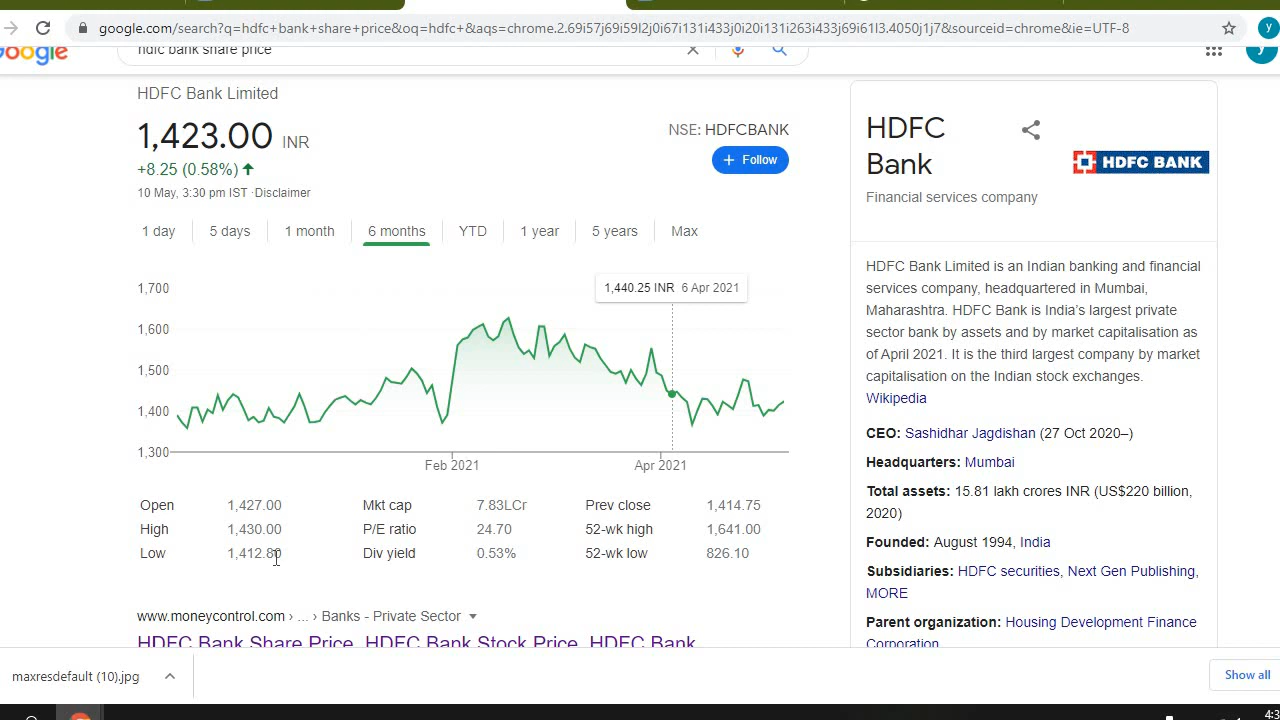 google.com/search?q=hdfc+bank+share+price&oq=hdfc+&aqs=chrome.2.69i57j69i59l2j0i67i131i433j0i20i131i263i433j69i61l3.4050j1j7&sourceid=chrome&ie=UTF-8
y
hdfc bank share price
y
HDFC Bank Limited
1,423.00 INR
+8.25 (0.58%)
10 May, 3:30 pm IST ·Disclaimer
NSE: HDFCBANK
+ Follow
1 day 5 days 1 month 6 months YTD 1 year 5 years Max
1,440.25 INR 6 Apr 2021
1,700
1,600
1,500
1,400
1,300
Feb 2021 Apr 2021
Open 1,427.00 Mkt cap 7.83LCr Prev close 1,414.75
High 1,430.00 P/E ratio 24.70 52-wk high 1,641.00
Low 1,412.80 Div yield 0.53% 52-wk low 826.10
www.moneycontrol.com › ... › Banks - Private Sector
HDFC Bank Share Price, HDFC Bank Stock Price, HDFC Bank
HDFC
Bank
HDFC BANK
Financial services company
HDFC Bank Limited is an Indian banking and financial
services company, headquartered in Mumbai,
Maharashtra. HDFC Bank is India's largest private
sector bank by assets and by market capitalisation as
of April 2021. It is the third largest company by market
capitalisation on the Indian stock exchanges.
Wikipedia
CEO: Sashidhar Jagdishan (27 Oct 2020–)
Headquarters: Mumbai
Total assets: 15.81 lakh crores INR (US$220 billion,
2020)
Founded: August 1994, India
Subsidiaries: HDFC securities, Next Gen Publishing,
MORE
Parent organization: Housing Development Finance
Corporation
maxresdefault (10).jpg
Show all